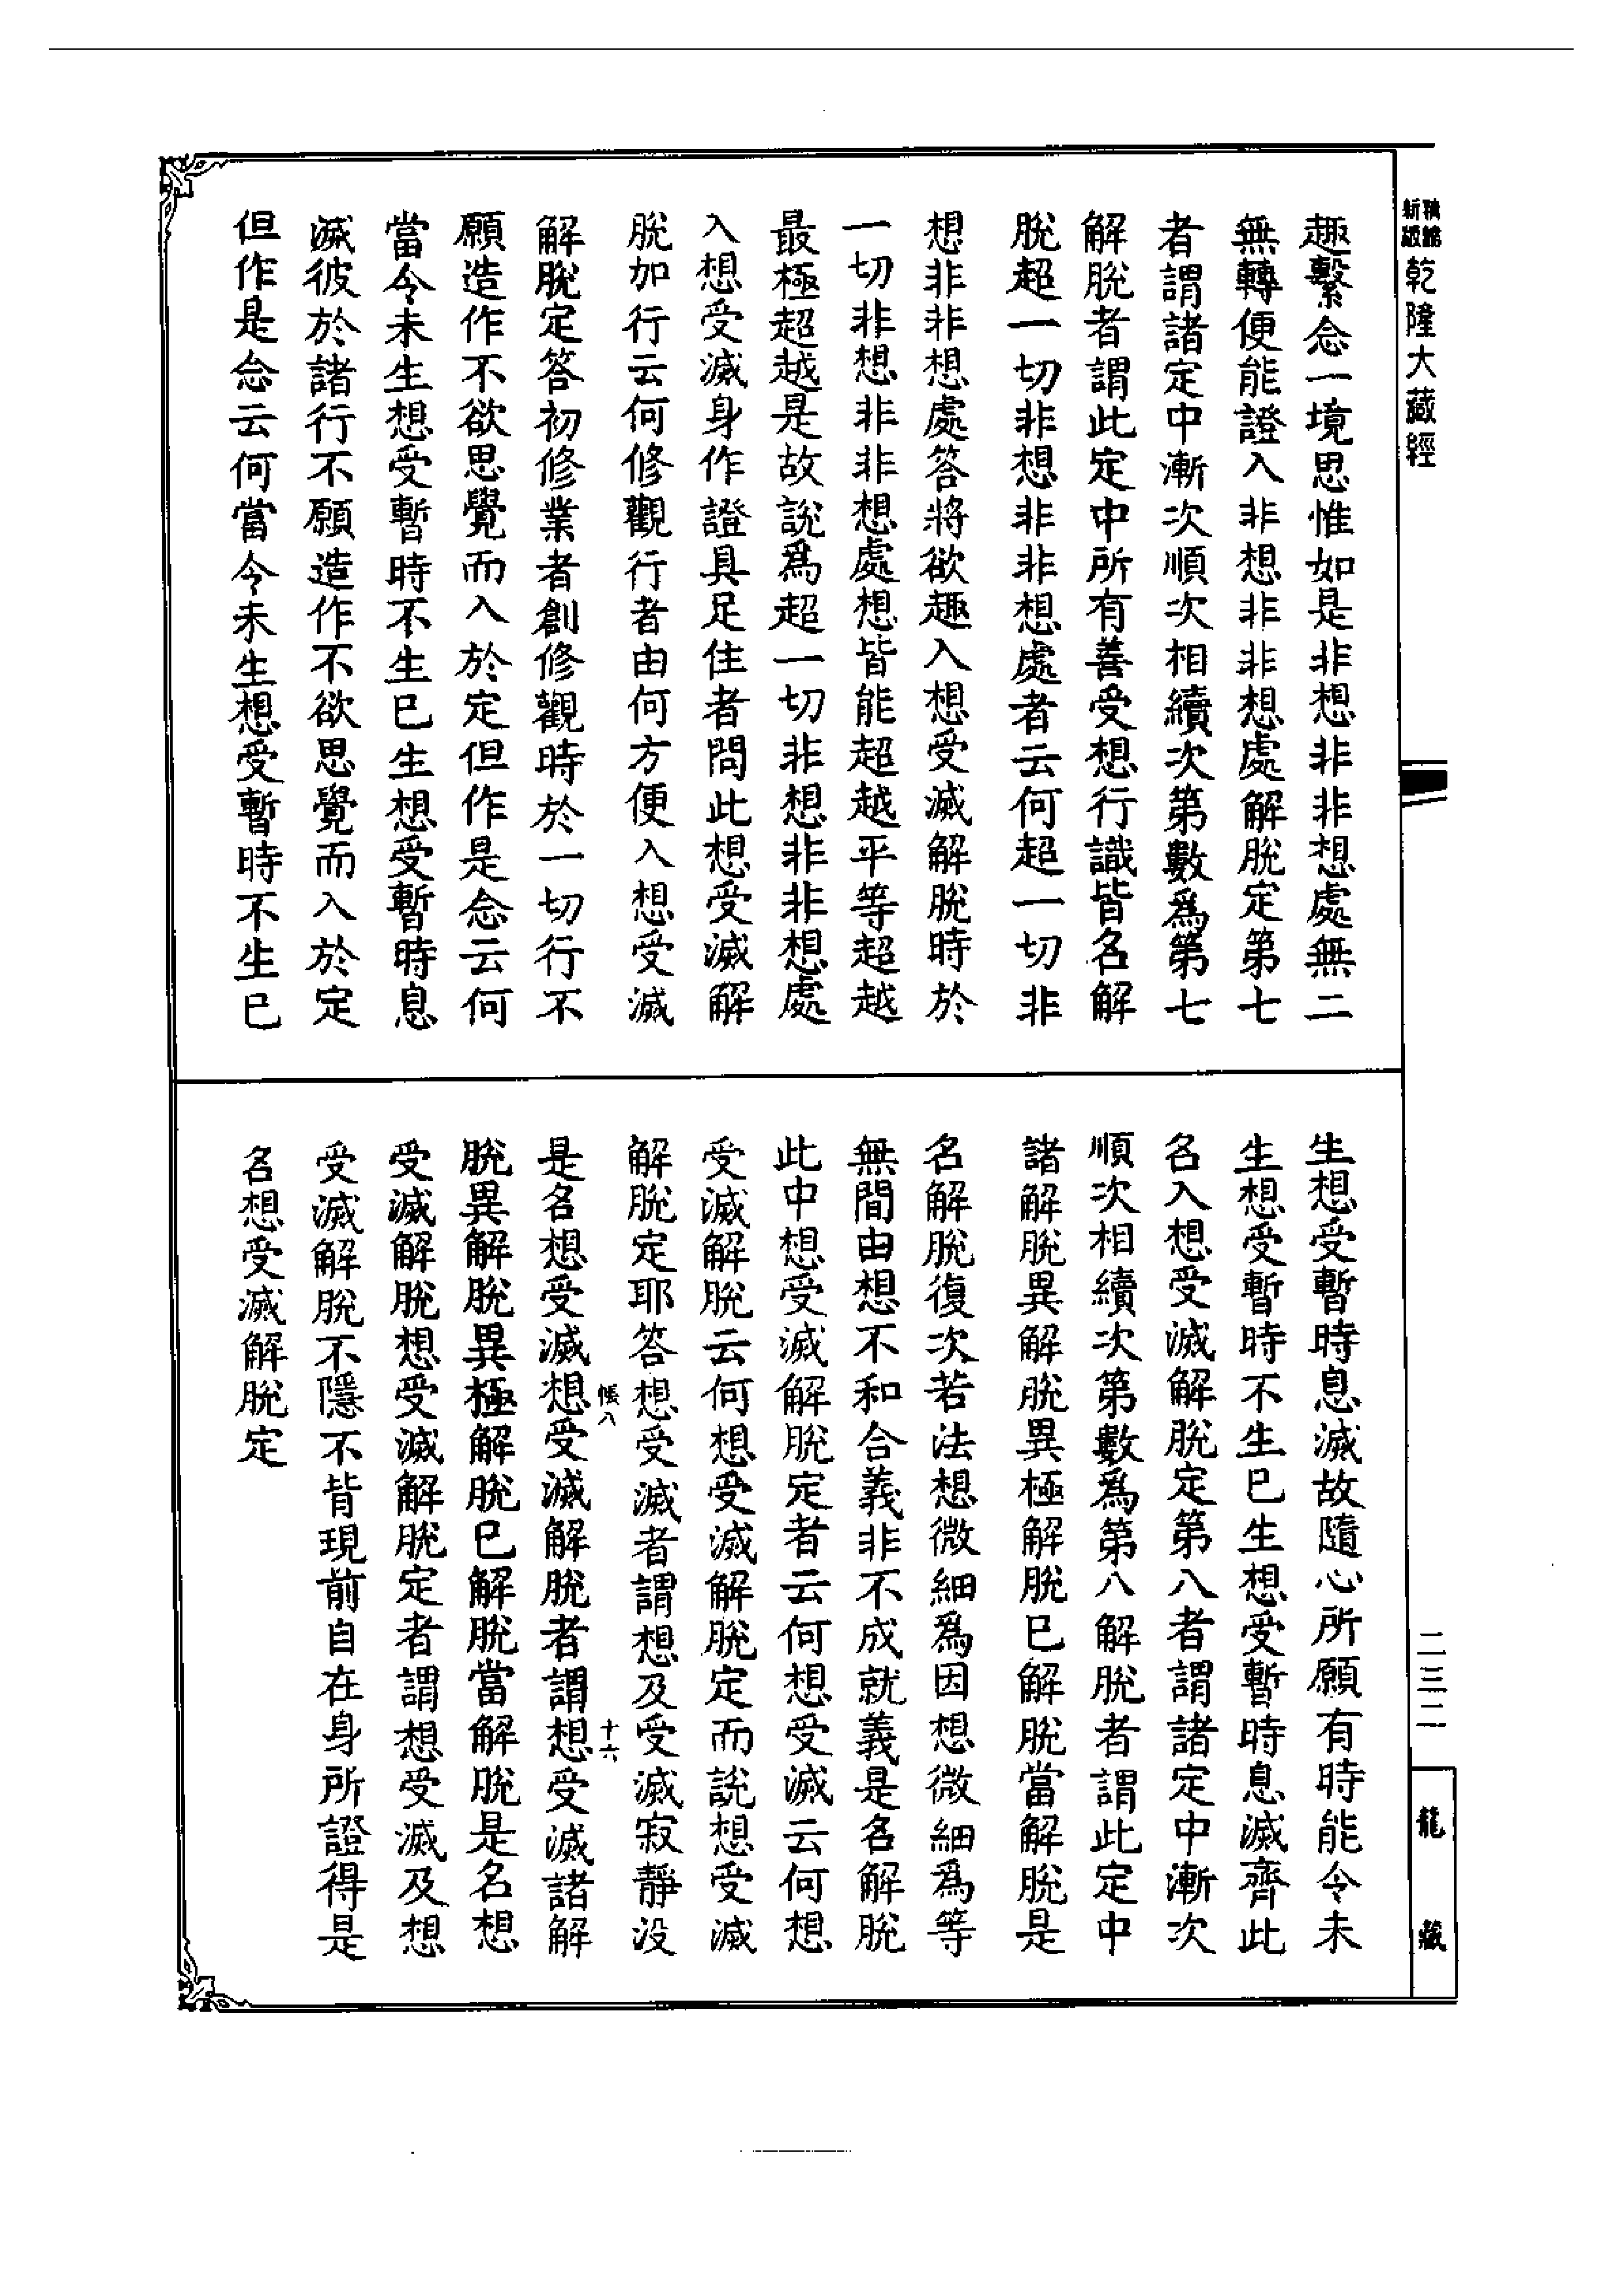 乾隆大藏經
趣繫念一境思惟如是非想非非想處無二
無轉便能證入非想非非想處解脫定第七
者謂諸定中漸次順次相續次第數爲第七
解脫者謂此定中所有善受想行識皆名解
脫超一切非想非非想處者云何超一切非
想非非想處答將欲趣入想受滅解脫時於
一切非想非非想處想皆能超越平等超越
最極超越是故說爲超一切非想非非想處
入想受滅身作證具足住者問此想受滅解
脫加行云何修觀行者由何方便入想受滅
解脫定答初修業者創修觀時於一切行不
願造作不欲思覺而入於定但作是念云何
當令未生想受暫時不生已生想受暫時息
滅彼於諸行不願造作不欲思覺而入於定
但作是念云何當令未生想受暫時不生已
生想受暫時息滅故隨心所願有時能令未
生想受暫時不生已生想受暫時息滅齊此
名入想受滅解脫定第八者謂諸定中漸次
順次相續次第數爲第八解脫者謂此定中
諸解脫異解脫異極解脫已解脫當解脫是
名解脫復次若法想微細爲因想微細爲等
無間由想不和合義非不成就義是名解脫
此中想受滅解脫定者云何想受滅云何想
受滅解脫云何想受滅解脫定而說想受滅
解脫定耶答想受滅者謂想及受滅寂靜没
帳八
十六
是名想受滅想受滅解脫者謂想受滅諸解
脫異解脫異極解脫已解脫當解脫是名想
受滅解脫想受滅解脫定者謂想受滅及想
受滅解脫不隱不背現前自在身所證得是
名想受滅解脫定
二三二
龍藏